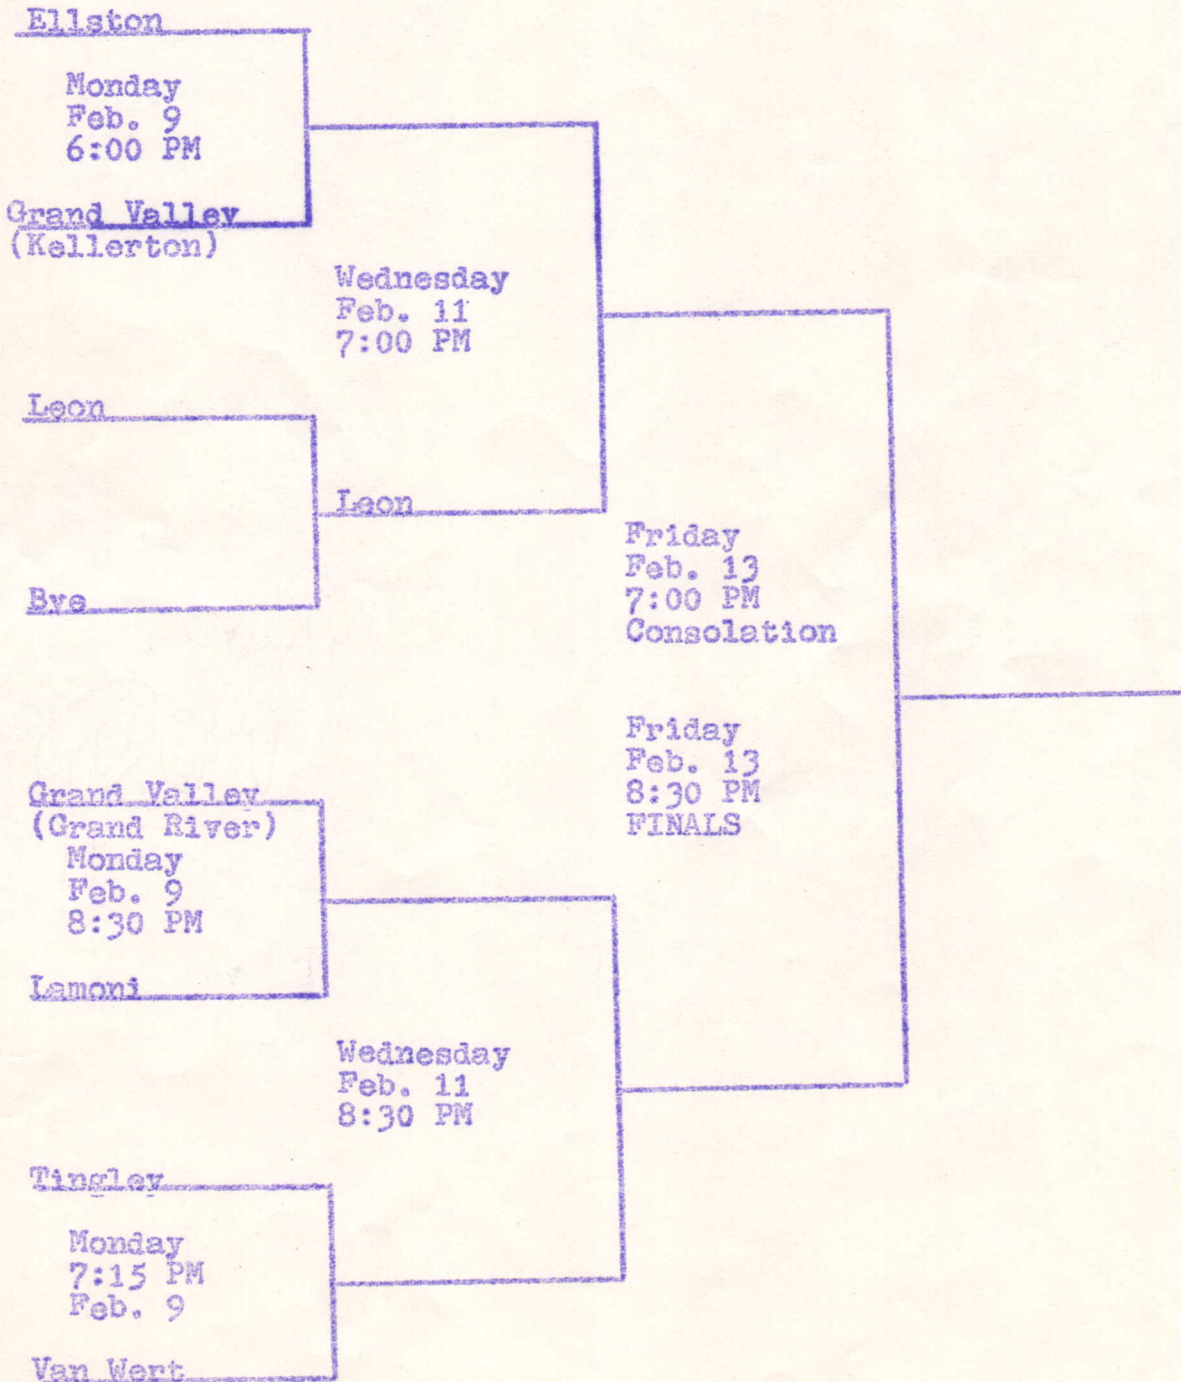 Ellston
Monday
Feb. 9
6:00 PM
Grand Valley
(Kellerton)
Wednesday
Feb. 11
7:00 PM
Leon
Leon
Bye
Friday
Feb. 13
7:00 PM
Consolation
Friday
Feb. 13
8:30 PM
FINALS
Grand Valley
(Grand River)
Monday
Feb. 9
8:30 PM
Lamoni
Wednesday
Feb. 11
8:30 PM
Tingley
Monday
7:15 PM
Feb. 9
Van Wert